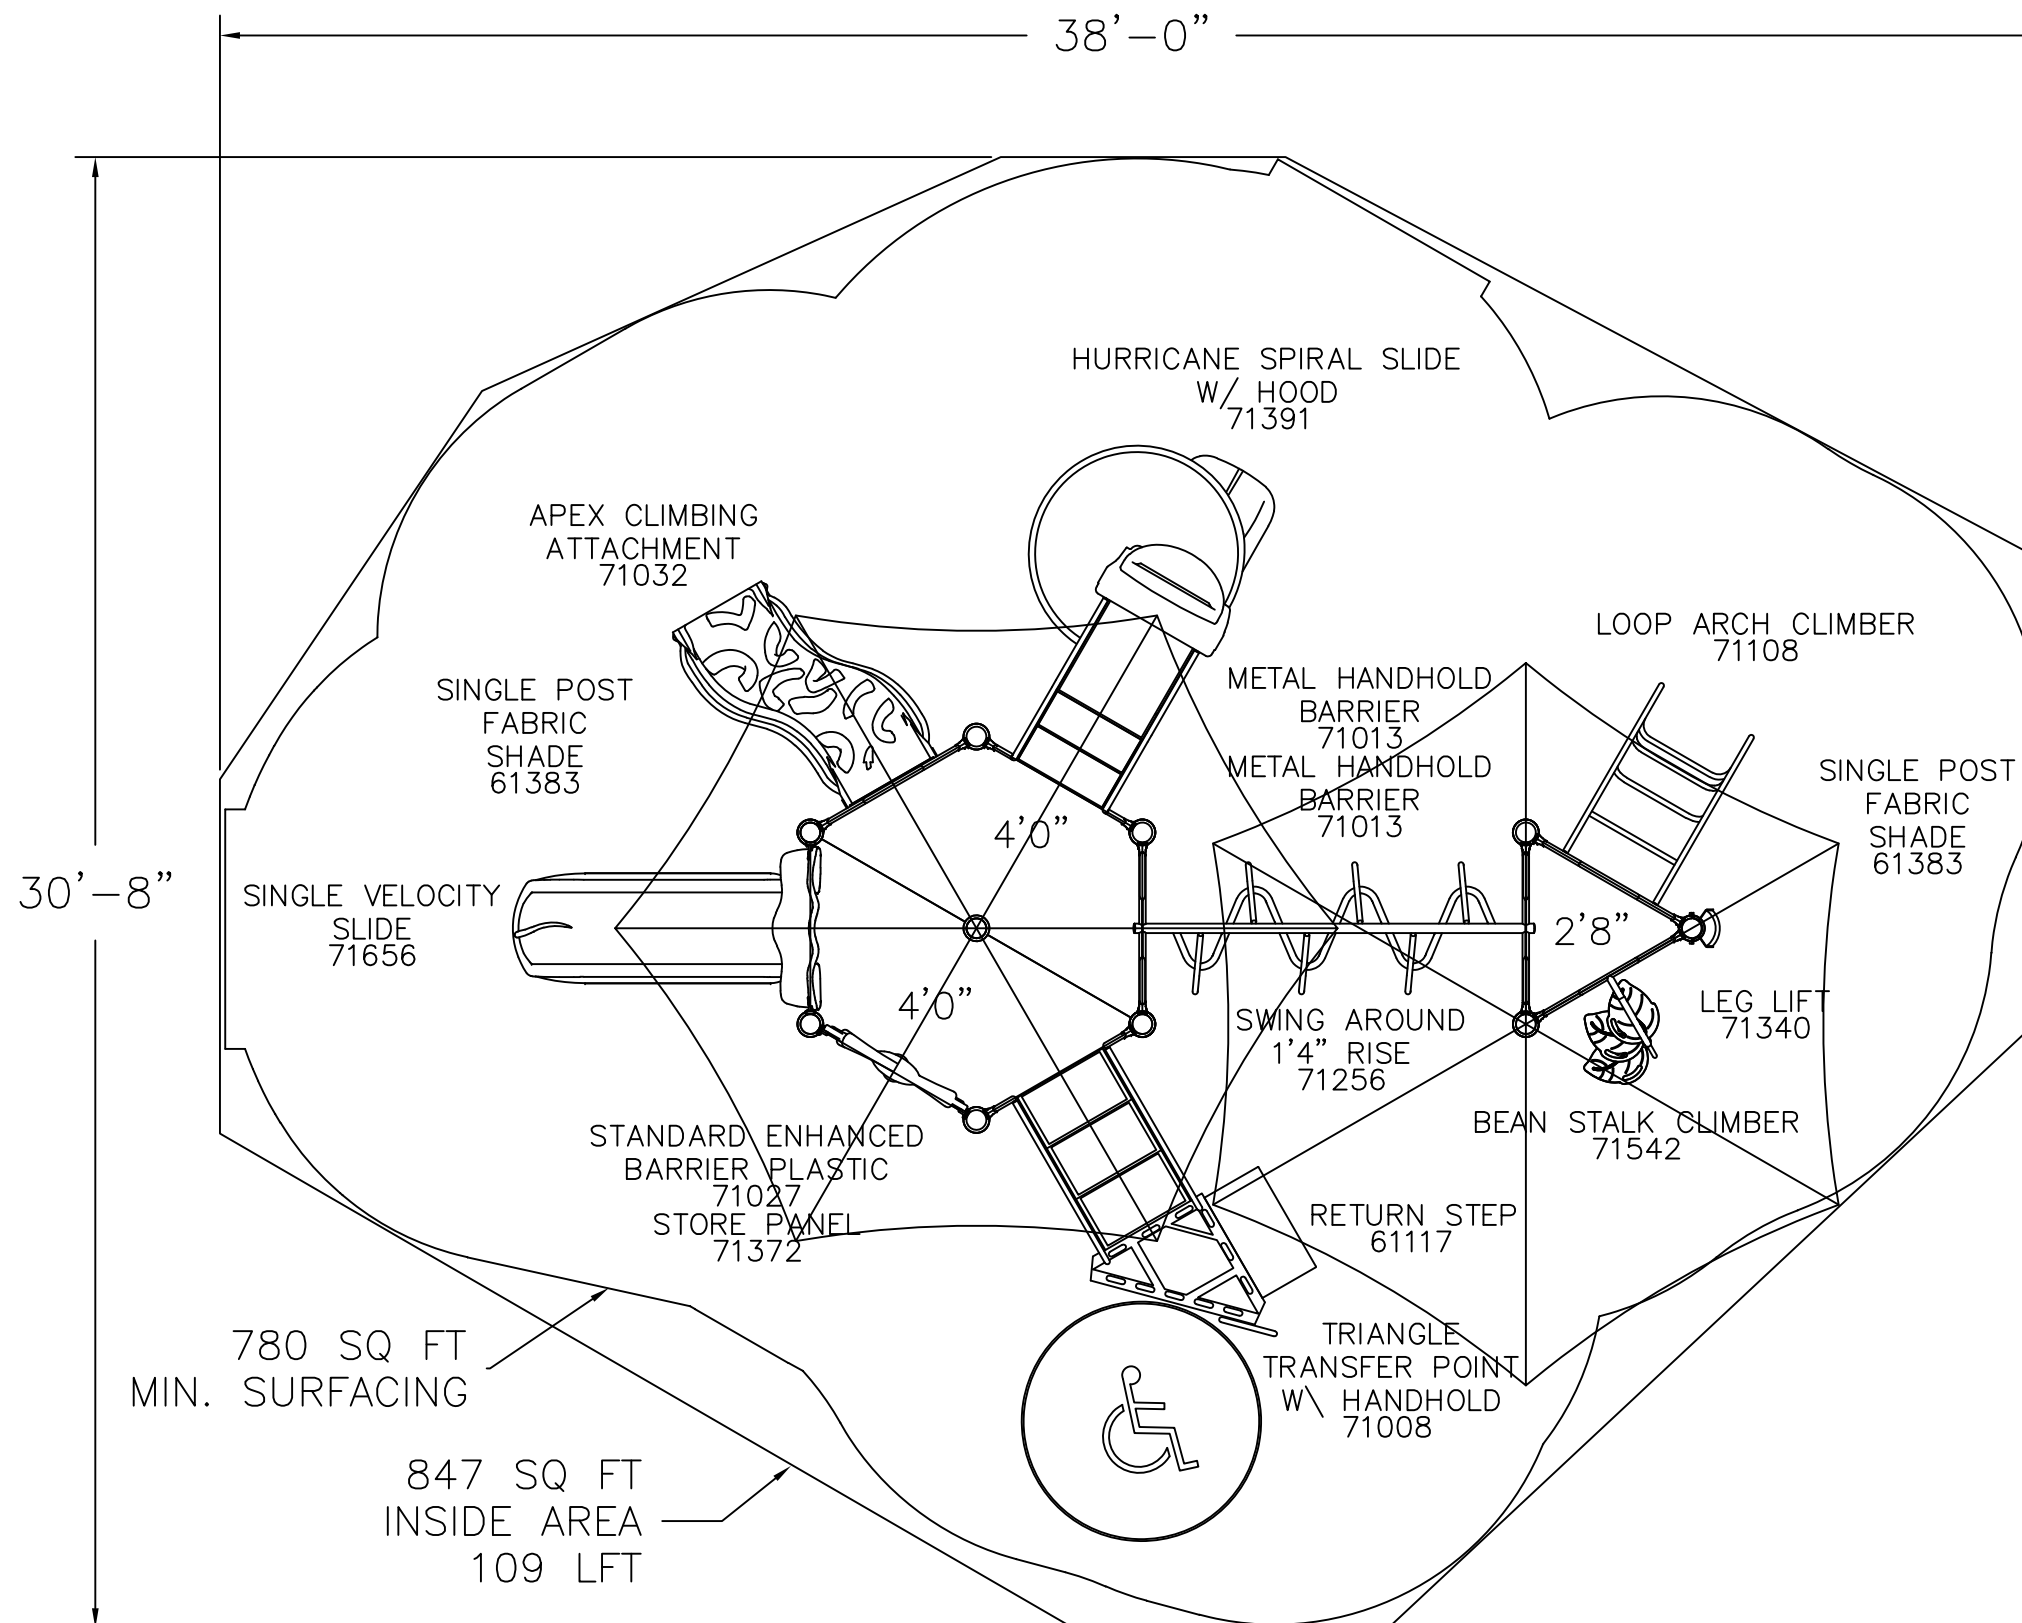 38'-0"
HURRICANE SPIRAL SLIDE
W/ HOOD
71391
APEX CLIMBING
ATTACHMENT
71032
LOOP ARCH CLIMBER
71108
SINGLE POST
FABRIC
SHADE
61383
METAL HANDHOLD
BARRIER
71013
METAL HANDHOLD
BARRIER
71013
SINGLE POST
FABRIC
SHADE
61383
4'0"
30'-8"
SINGLE VELOCITY
SLIDE
71656
2'8"
4'0"
SWING AROUND
1'4" RISE
71256
LEG LIFT
71340
BEAN STALK CLIMBER
71542
STANDARD ENHANCED
BARRIER PLASTIC
71027
STORE PANEL
71372
RETURN STEP
61117
TRIANGLE
TRANSFER POINT
W\ HANDHOLD
71008
780 SQ FT
MIN. SURFACING
847 SQ FT
INSIDE AREA
109 LFT